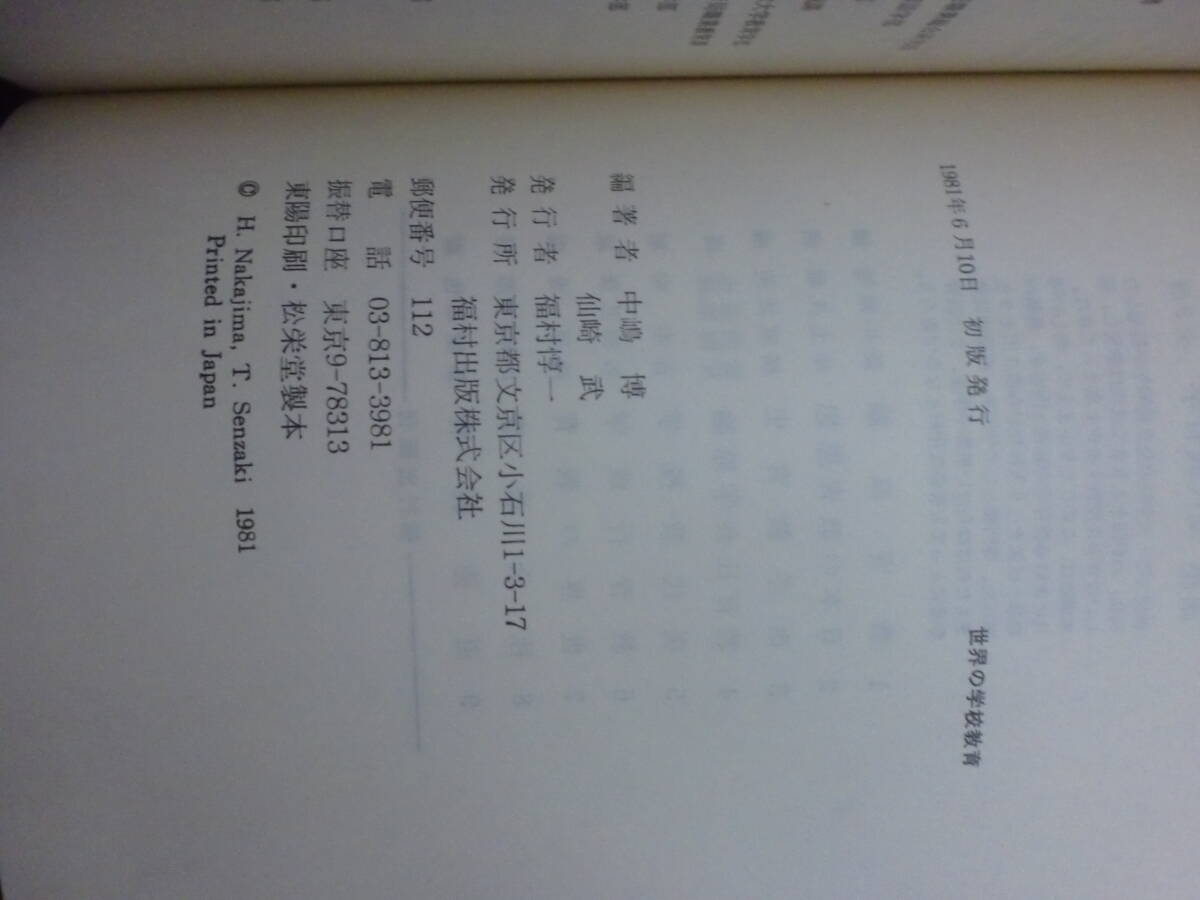 1981年6月10日 初版発行 世界の学校教育
編著者 中嶋 博
仙崎 武
発行者 福村惇一
発行所 東京都文京区小石川1-3-17
福村出版株式会社
郵便番号 112
電話 03-813-3981
振替口座 東京9-78313
東陽印刷・松栄堂製本
© H. Nakajima, T. Senzaki 1981
Printed in Japan